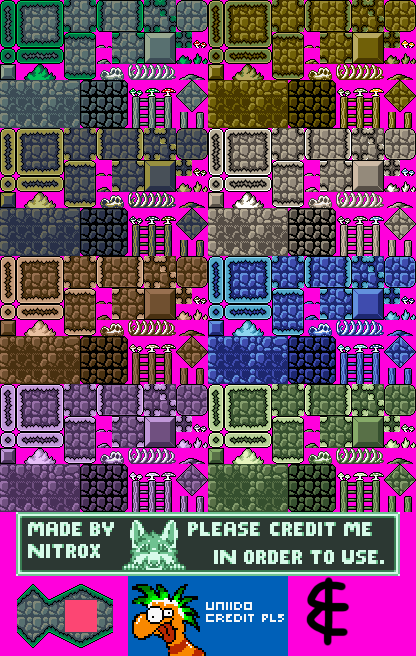 MADE BY
NITROX
PLEASE CREDIT ME
IN ORDER TO USE.
UNIIDO
CREDIT PLS